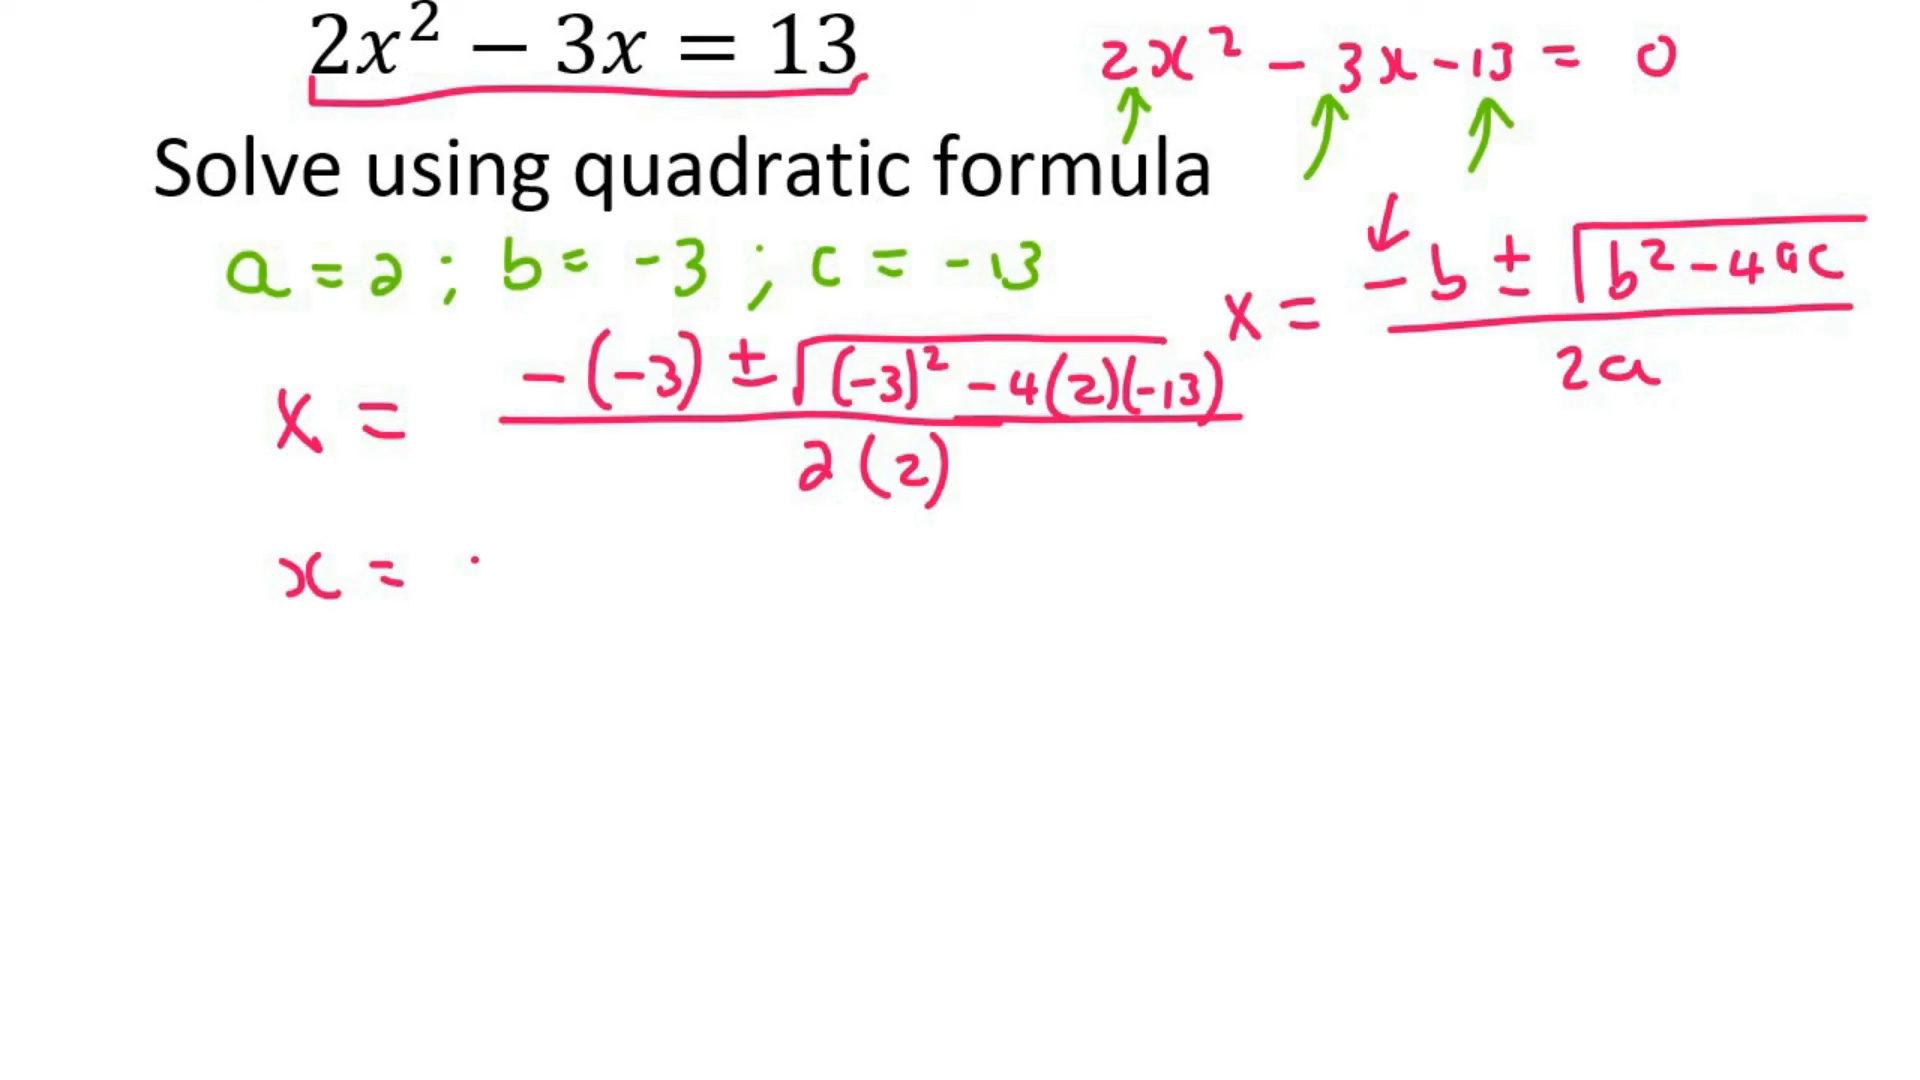 2x² − 3x = 13
2x² - 3x - 13 = 0
Solve using quadratic formula
a = 2 ; b = -3 ; c = -13
x = (-b ± √(b² - 4ac)) / 2a
x = (-(-3) ± √((-3)² - 4(2)(-13))) / 2(2)
x =